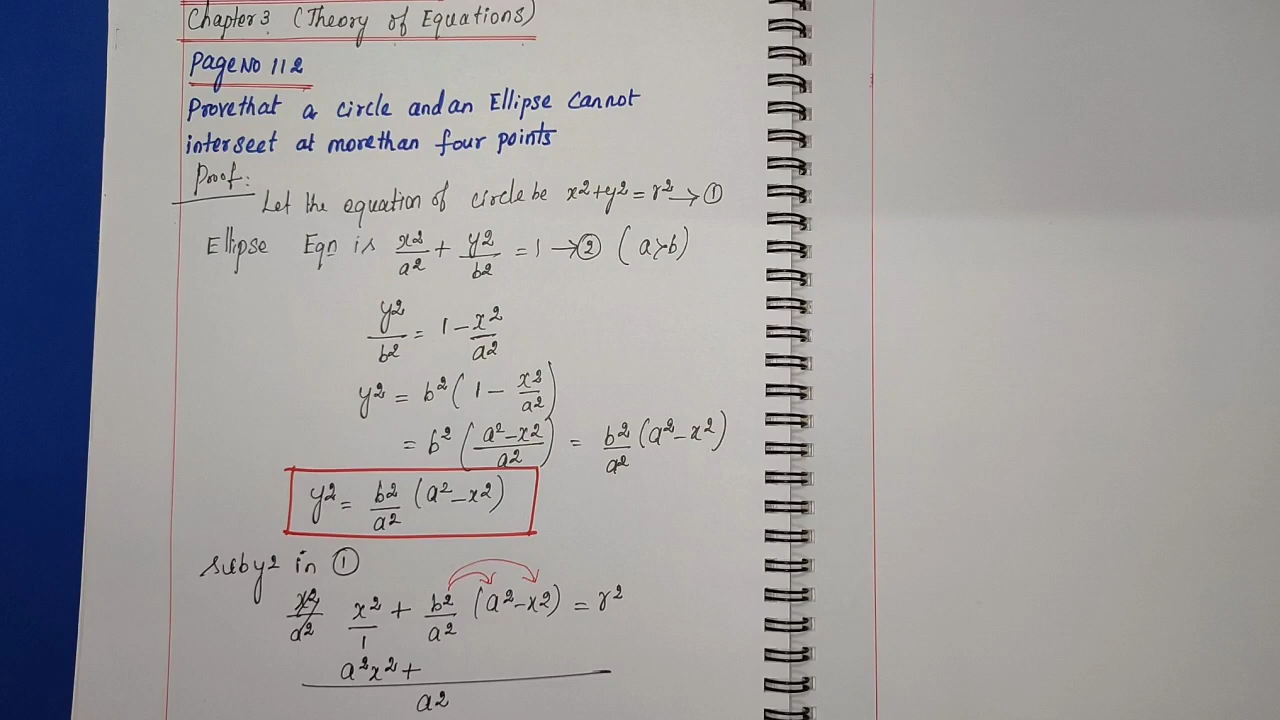 Chapter 3 (Theory of Equations)
Page No 112
Prove that a circle and an Ellipse cannot
intersect at more than four points
Proof:
Let the equation of circle be x² + y² = r² → ①
Ellipse Eqn is x²/a² + y²/b² = 1 → ② (a>b)
y²/b² = 1 - x²/a²
y² = b² (1 - x²/a²)
= b² ((a² - x²)/a²) = b²/a² (a² - x²)
y² = b²/a² (a² - x²)
sub y² in ①
x²/a² x²/1 + b²/a² (a² - x²) = r²
a²x² +
a²